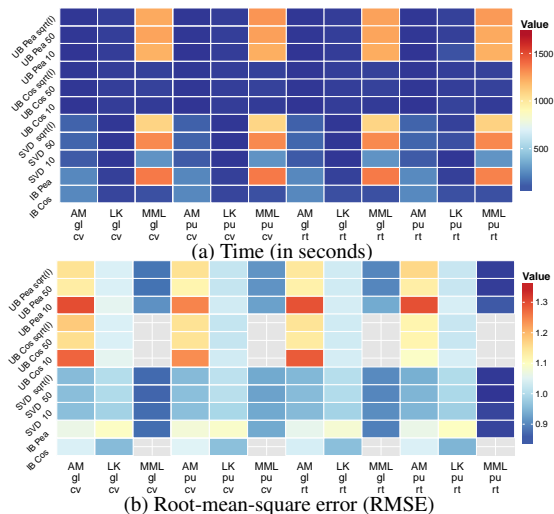 Value
UB Pea sqrt(I)
UB Pea 50
UB Pea 10
UB Cos sqrt(I)
UB Cos 50
UB Cos 10
SVD sqrt(I)
SVD 50
SVD 10
IB Pea
IB Cos
1500
1000
500
AM LK MML AM LK MML AM LK MML AM LK MML
gl gl gl pu pu pu gl gl gl pu pu pu
cv cv cv cv cv cv rt rt rt rt rt rt
(a) Time (in seconds)
Value
UB Pea sqrt(I)
UB Pea 50
UB Pea 10
UB Cos sqrt(I)
UB Cos 50
UB Cos 10
SVD sqrt(I)
SVD 50
SVD 10
IB Pea
IB Cos
1.3
1.2
1.1
1.0
0.9
AM LK MML AM LK MML AM LK MML AM LK MML
gl gl gl pu pu pu gl gl gl pu pu pu
cv cv cv cv cv cv rt rt rt rt rt rt
(b) Root-mean-square error (RMSE)